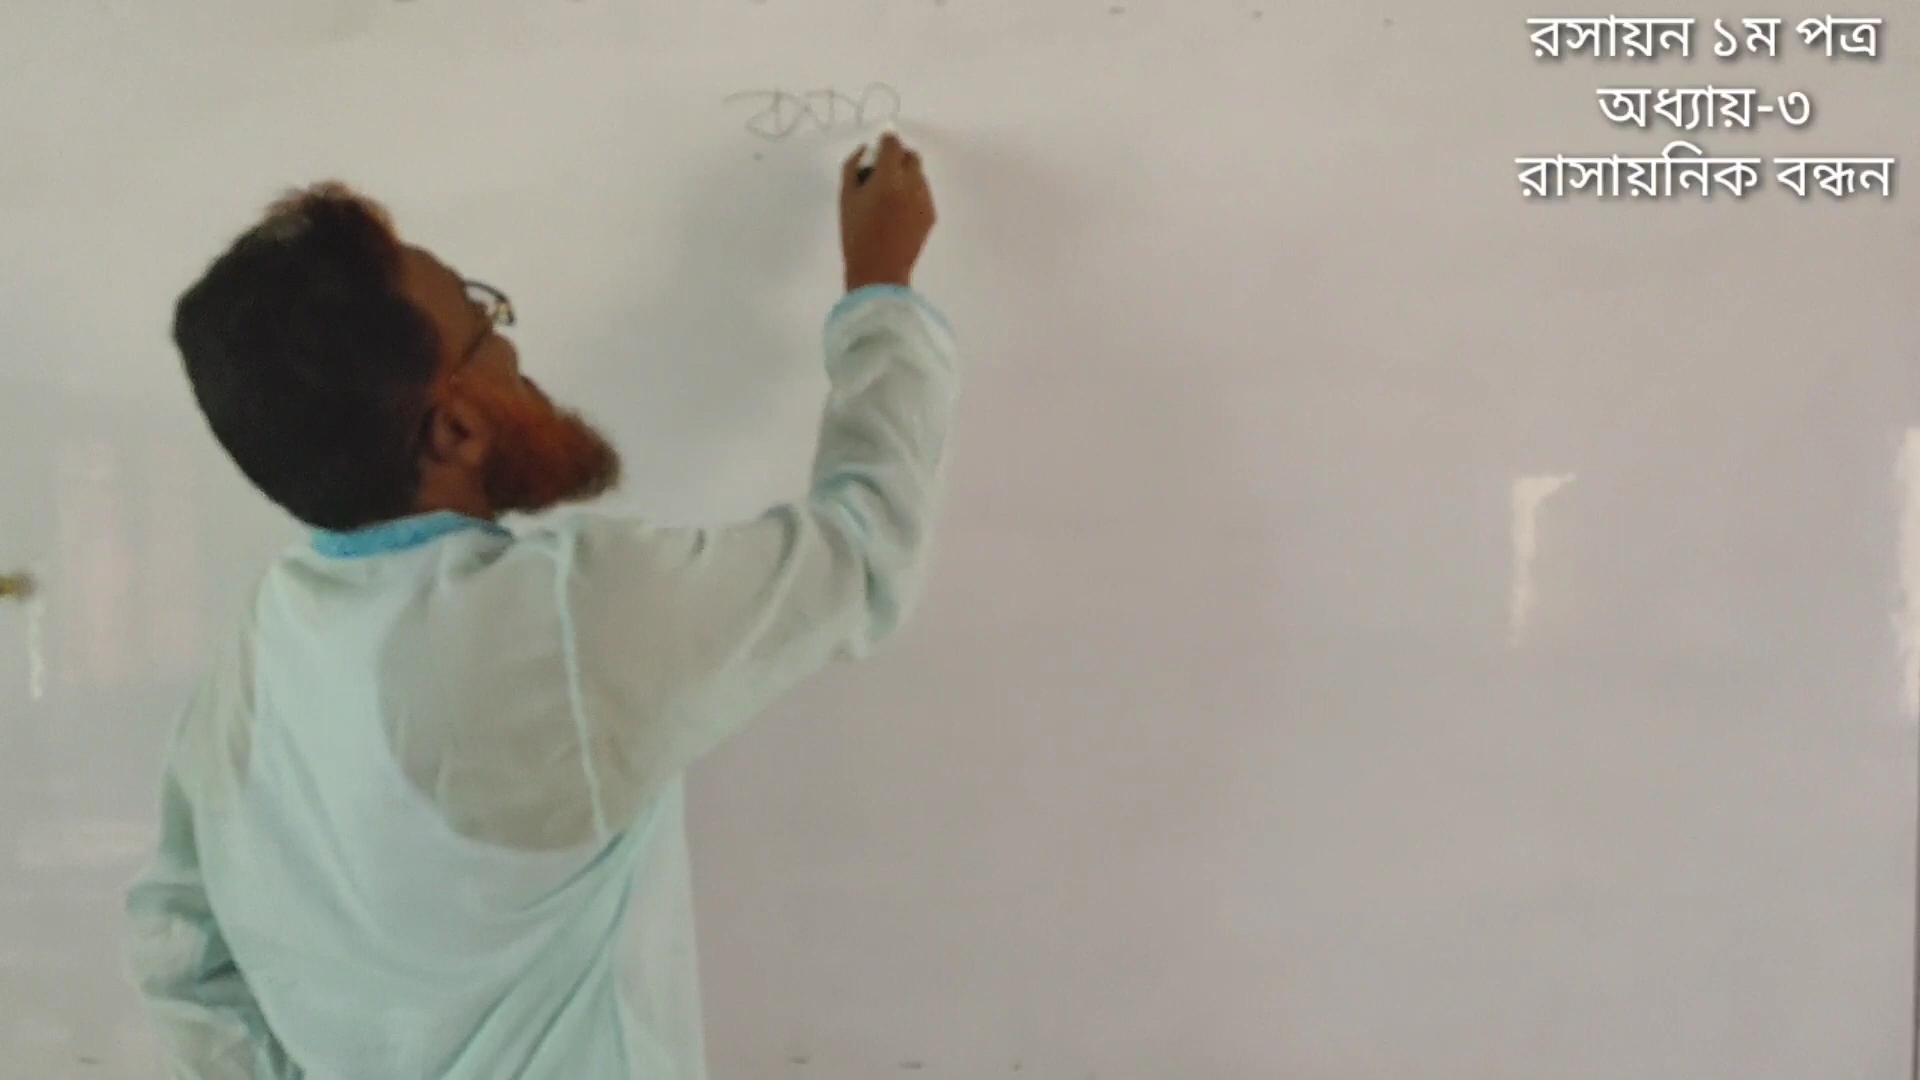 রসায়ন ১ম পত্র
অধ্যায়-৩
রাসায়নিক বন্ধন